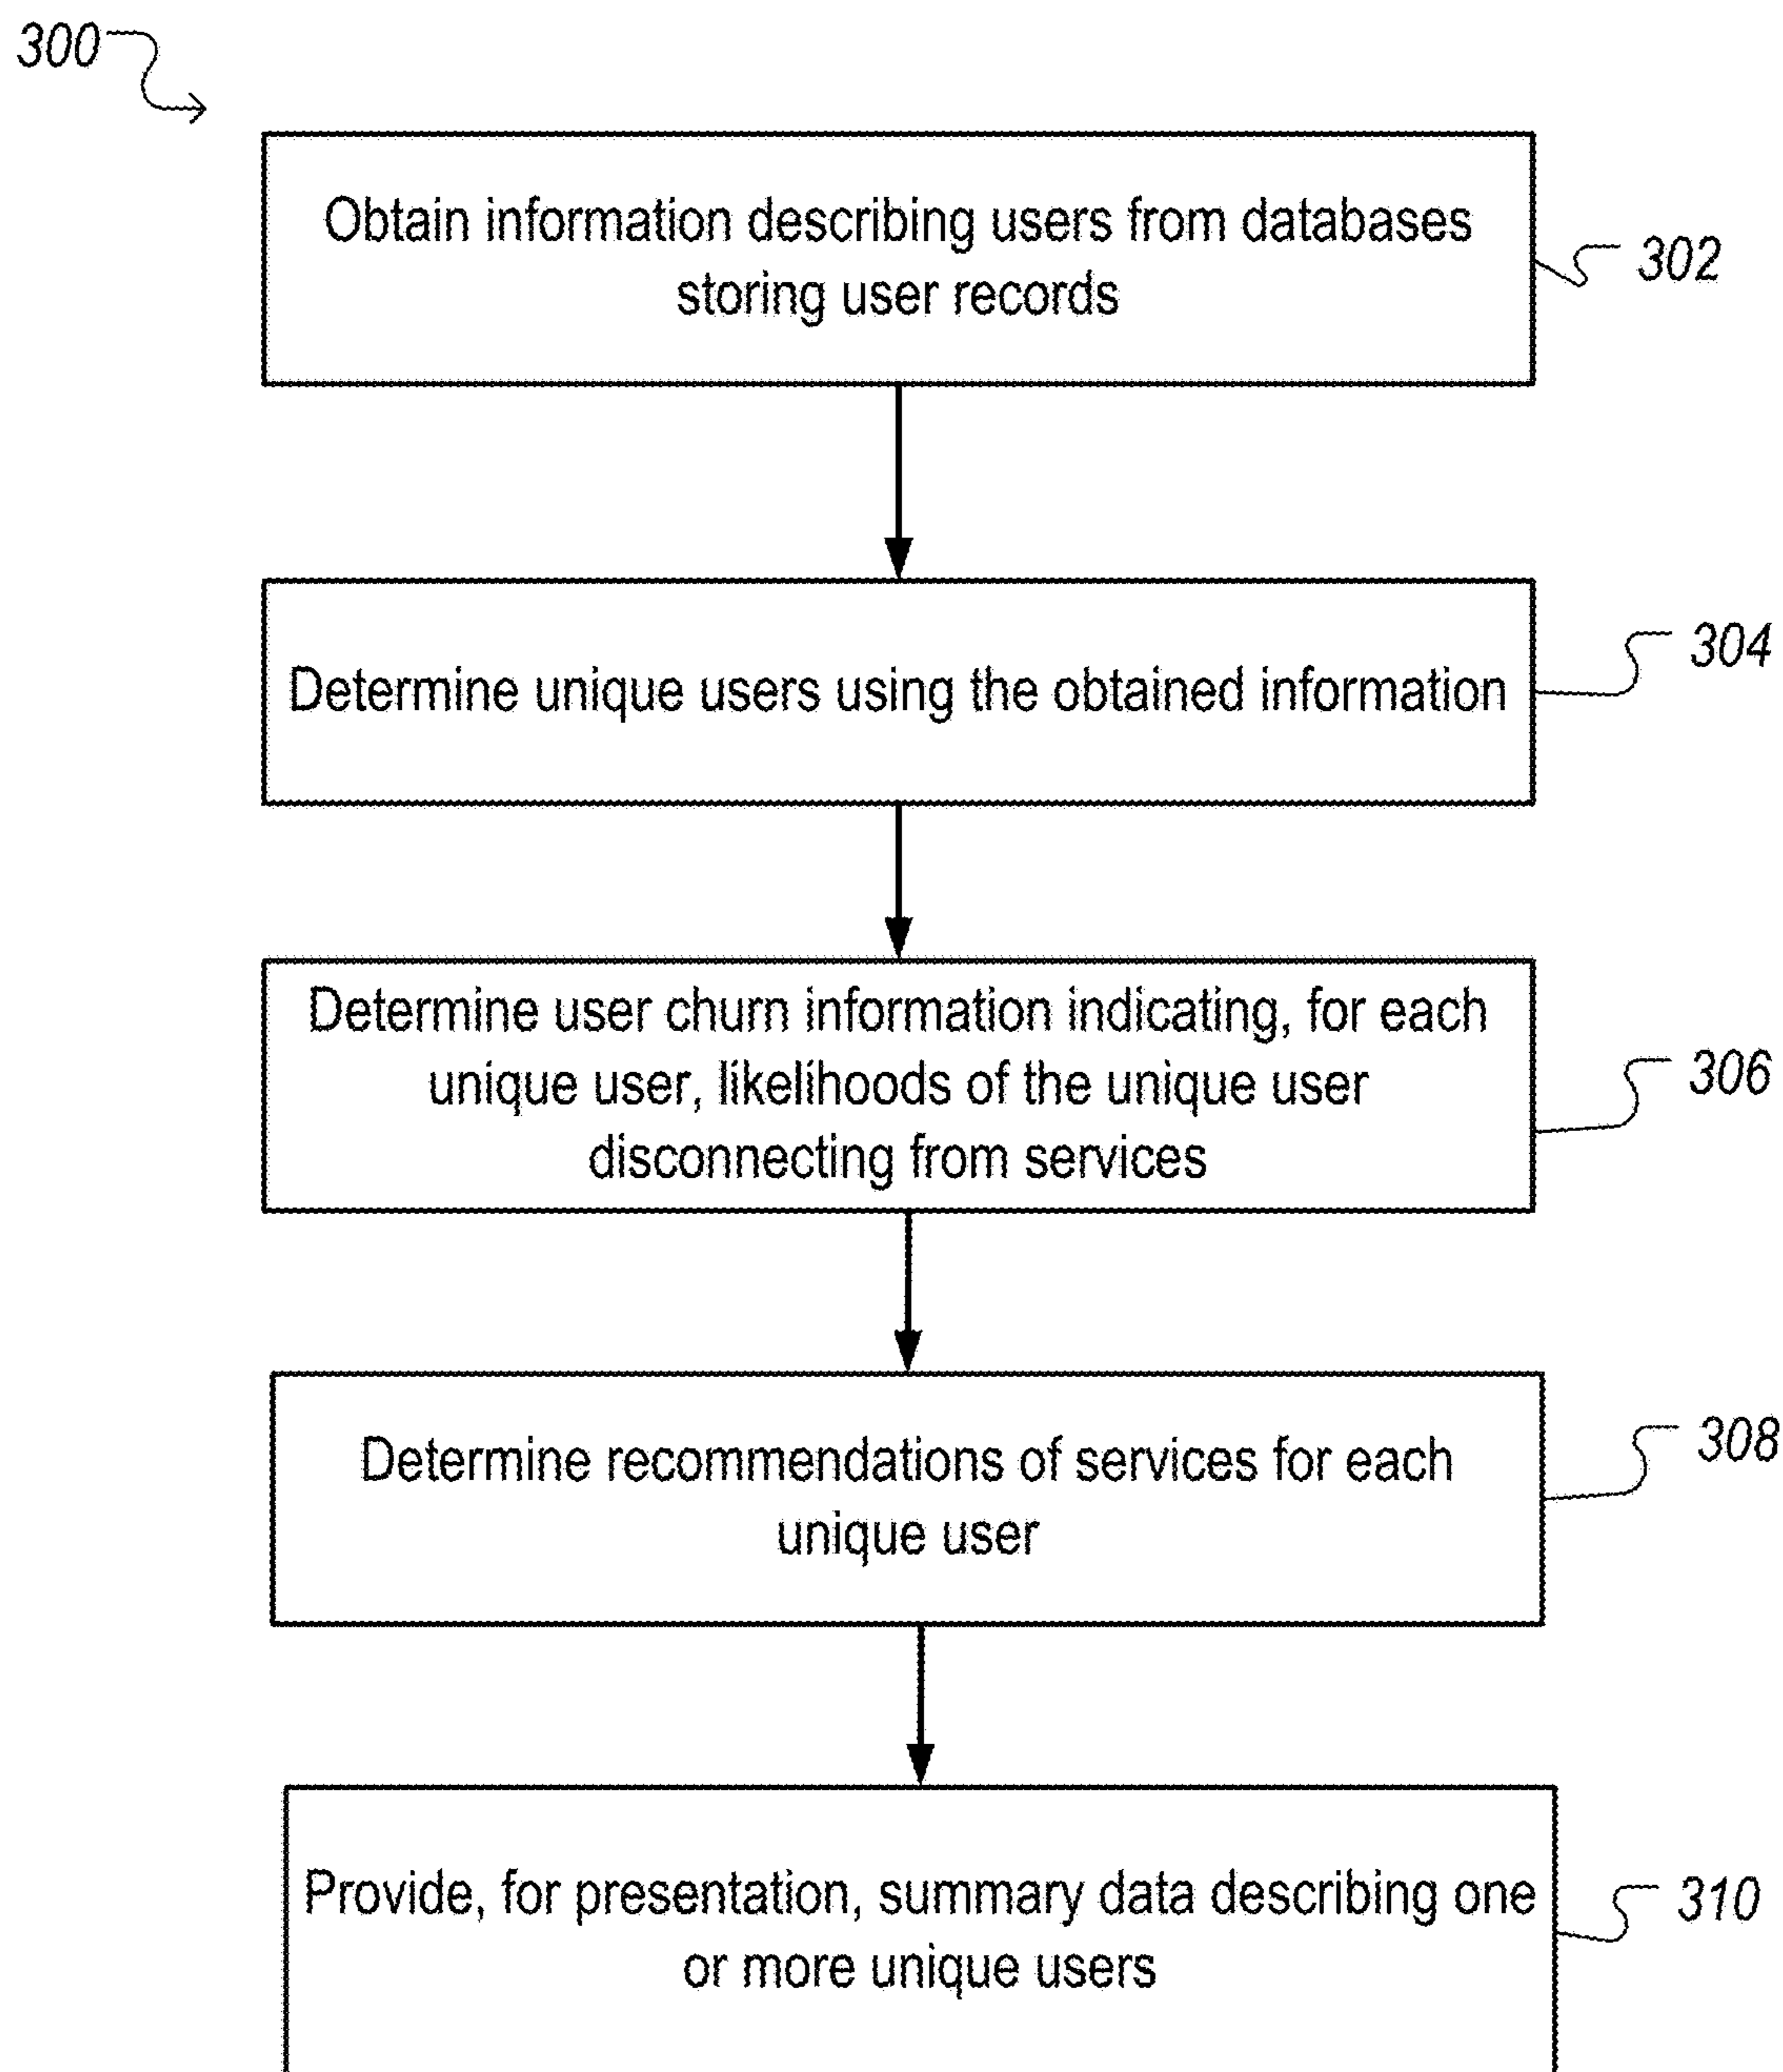 300
Obtain information describing users from databases
storing user records
302
Determine unique users using the obtained information
304
Determine user churn information indicating, for each
unique user, likelihoods of the unique user
disconnecting from services
306
Determine recommendations of services for each
unique user
308
Provide, for presentation, summary data describing one
or more unique users
310